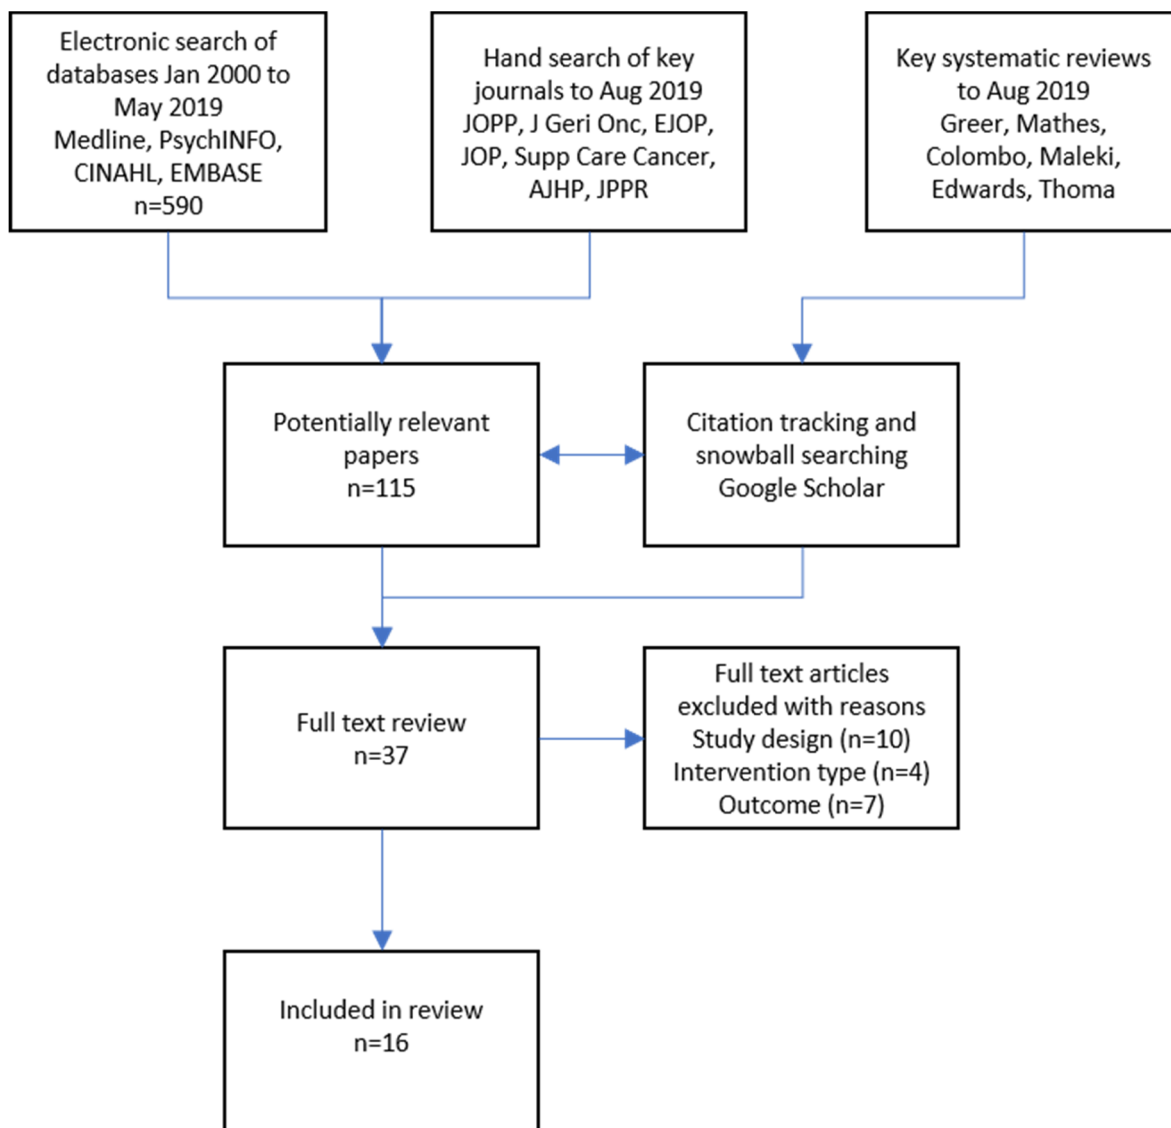 Electronic search of
databases Jan 2000 to
May 2019
Medline, PsychINFO,
CINAHL, EMBASE
n=590
Hand search of key
journals to Aug 2019
JOPP, J Geri Onc, EJOP,
JOP, Supp Care Cancer,
AJHP, JPPR
Key systematic reviews
to Aug 2019
Greer, Mathes,
Colombo, Maleki,
Edwards, Thoma
Potentially relevant
papers
n=115
Citation tracking and
snowball searching
Google Scholar
Full text review
n=37
Full text articles
excluded with reasons
Study design (n=10)
Intervention type (n=4)
Outcome (n=7)
Included in review
n=16